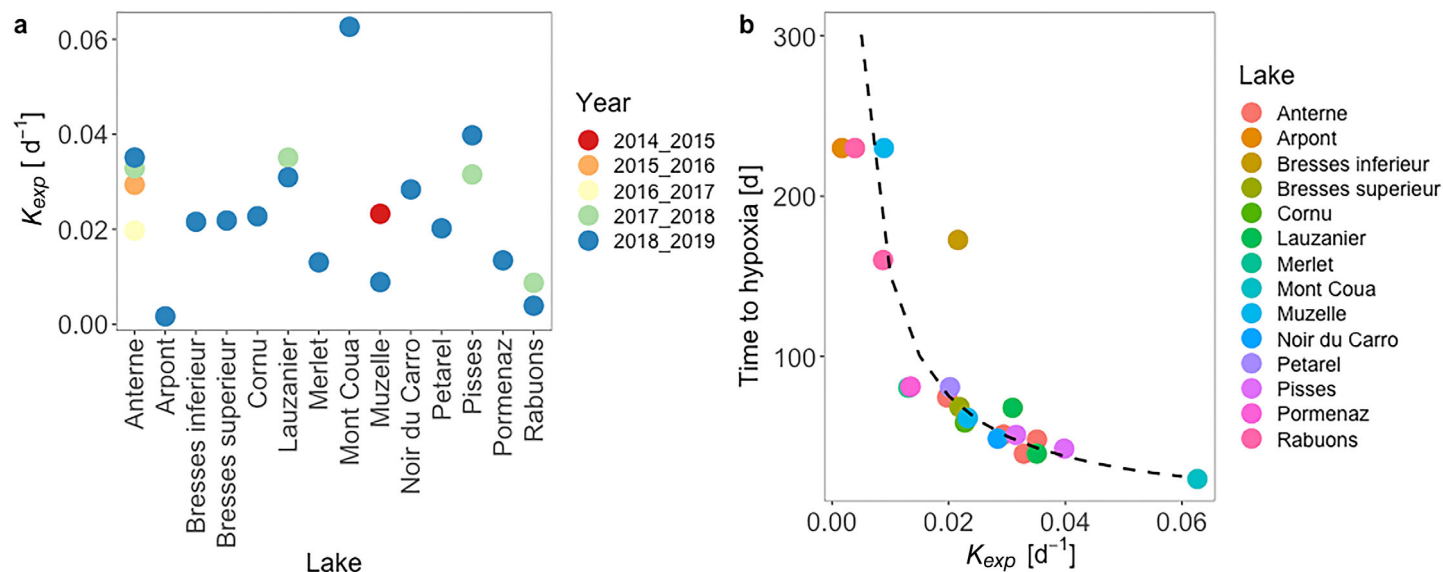 a
K_exp [ d⁻¹]
0.06
0.04
0.02
0.00
Anterne
Arpont
Bresses inferieur
Bresses superieur
Cornu
Lauzanier
Merlet
Mont Coua
Muzelle
Noir du Carro
Petarel
Pisses
Pormenaz
Rabuons
Lake
Year
2014_2015
2015_2016
2016_2017
2017_2018
2018_2019
b
Time to hypoxia [d]
300
200
100
0.00
0.02
0.04
0.06
K_exp [d⁻¹]
Lake
Anterne
Arpont
Bresses inferieur
Bresses superieur
Cornu
Lauzanier
Merlet
Mont Coua
Muzelle
Noir du Carro
Petarel
Pisses
Pormenaz
Rabuons